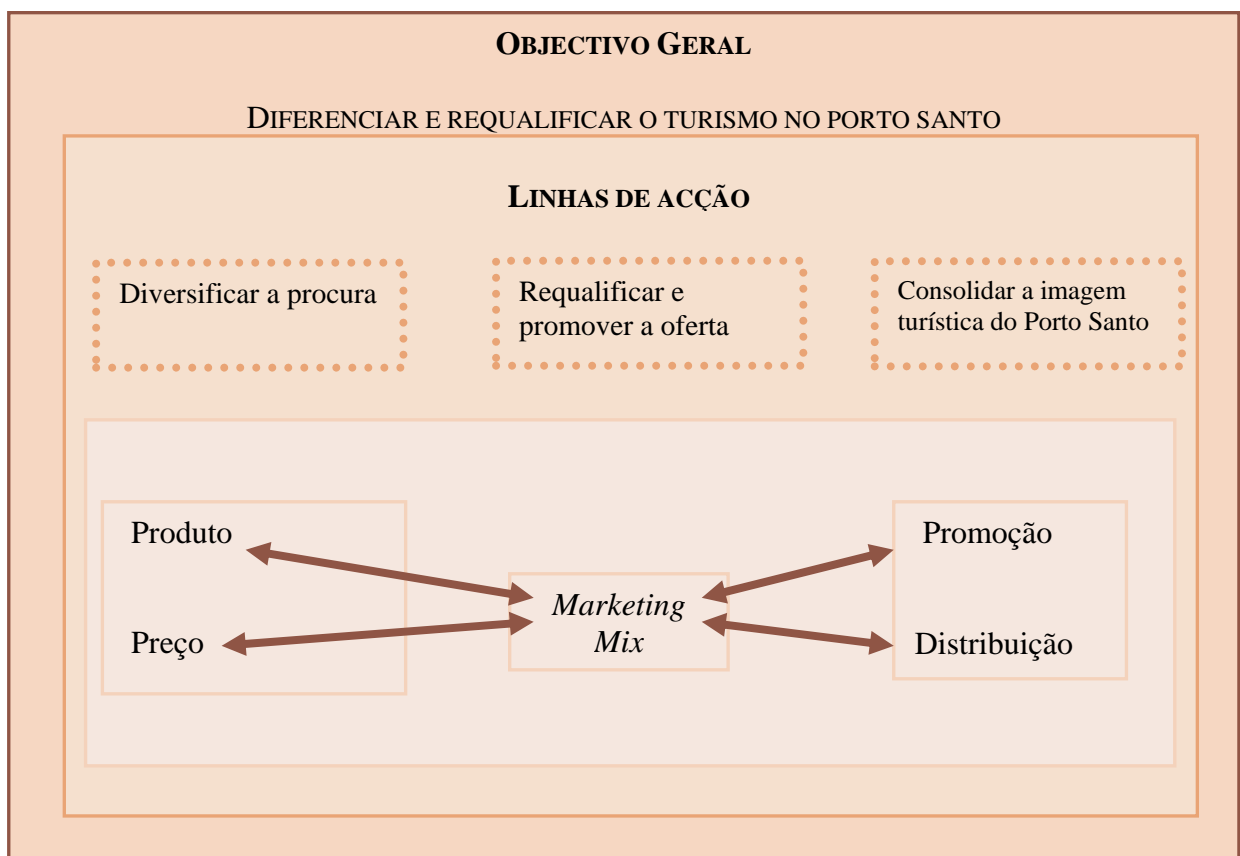 OBJECTIVO GERAL
DIFERENCIAR E REQUALIFICAR O TURISMO NO PORTO SANTO
LINHAS DE ACÇÃO
Diversificar a procura
Requalificar e
promover a oferta
Consolidar a imagem
turística do Porto Santo
Produto
Preço
Marketing
Mix
Promoção
Distribuição